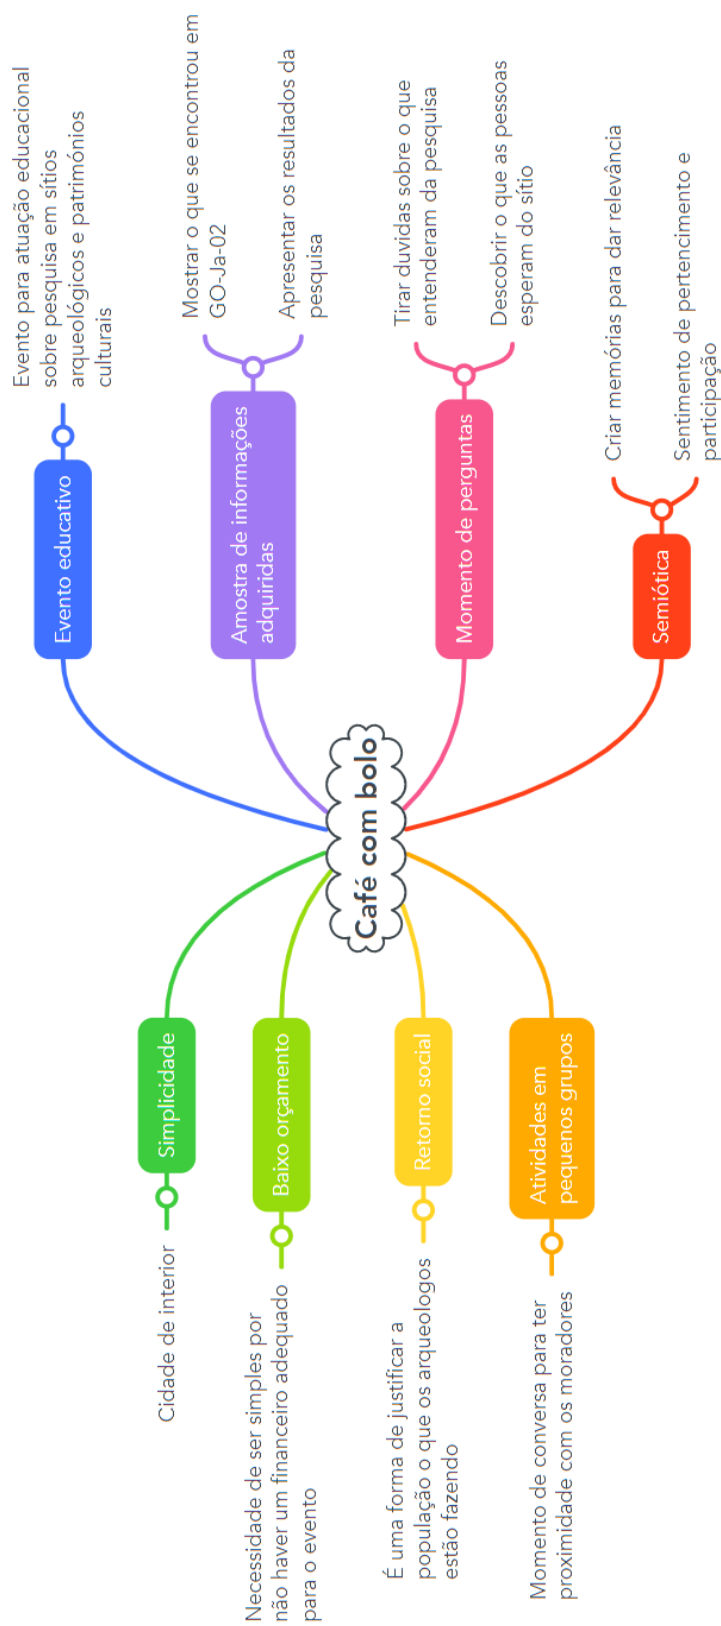 Café com bolo
Evento educativo
Evento para atuação educacional
sobre pesquisa em sítios
arqueológicos e patrimónios
culturais
Amostra de informações
adquiridas
Mostrar o que se encontrou em
GO-Ja-02
Apresentar os resultados da
pesquisa
Momento de perguntas
Tirar duvidas sobre o que
entenderam da pesquisa
Descobrir o que as pessoas
esperam do sítio
Semiótica
Criar memórias para dar relevância
Sentimento de pertencimento e
participação
Simplicidade
Cidade de interior
Baixo orçamento
Necessidade de ser simples por
não haver um financeiro adequado
para o evento
Retorno social
É uma forma de justificar a
população o que os arqueologos
estão fazendo
Atividades em
pequenos grupos
Momento de conversa para ter
proximidade com os moradores